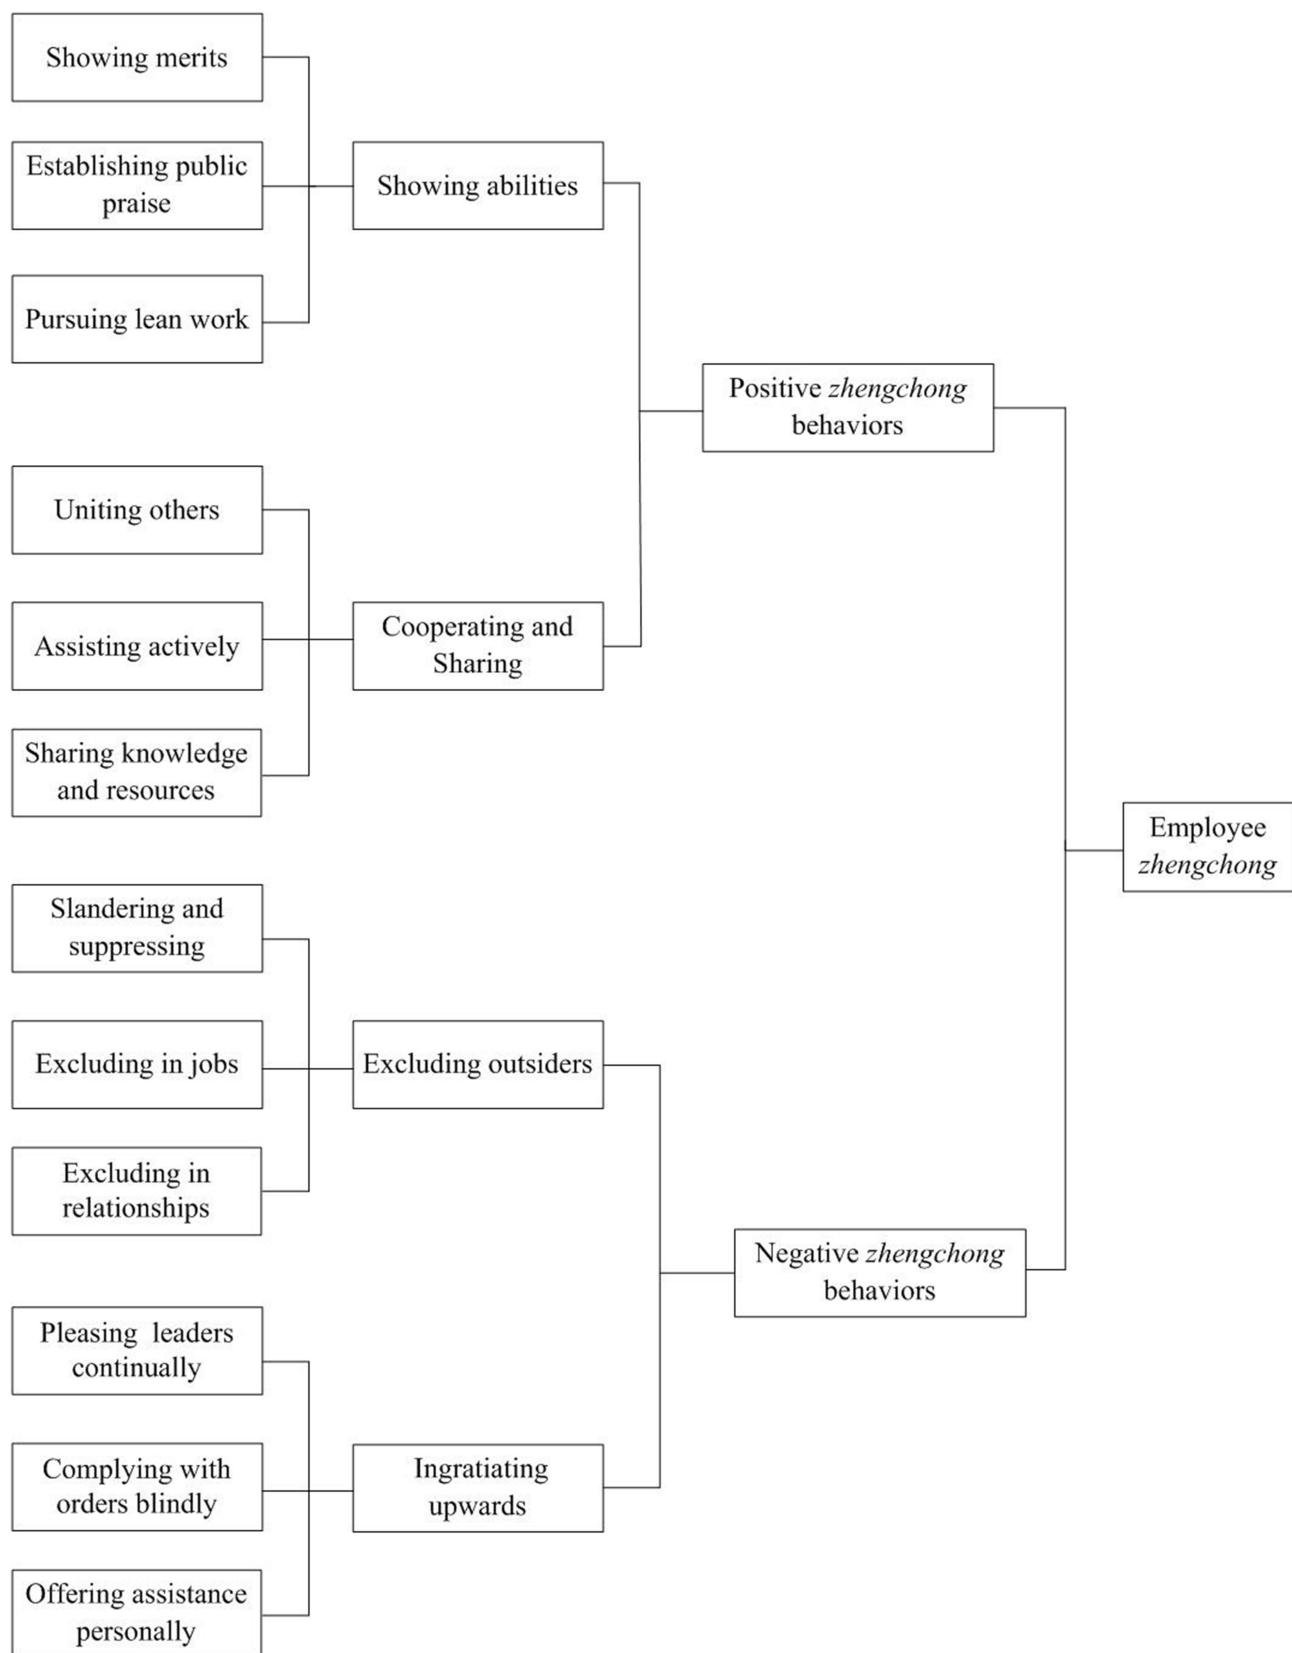 Showing merits
Establishing public
praise
Showing abilities
Pursuing lean work
Positive zhengchong
behaviors
Uniting others
Assisting actively
Cooperating and
Sharing
Sharing knowledge
and resources
Employee
zhengchong
Slandering and
suppressing
Excluding in jobs
Excluding outsiders
Excluding in
relationships
Negative zhengchong
behaviors
Pleasing leaders
continually
Complying with
orders blindly
Ingratiating
upwards
Offering assistance
personally